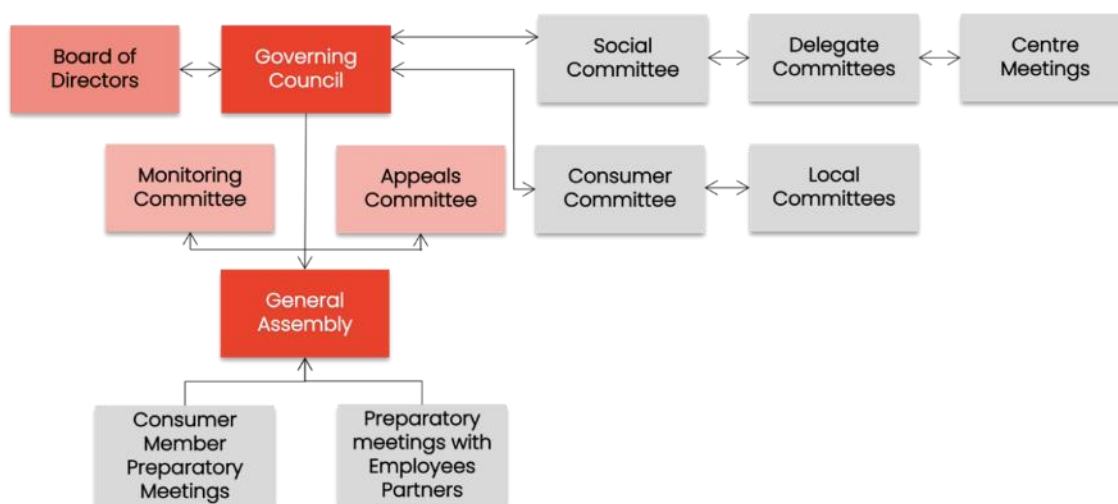 Board of
Directors
Governing
Council
Social
Committee
Delegate
Committees
Centre
Meetings
Monitoring
Committee
Appeals
Committee
Consumer
Committee
Local
Committees
General
Assembly
Consumer
Member
Preparatory
Meetings
Preparatory
meetings with
Employees
Partners